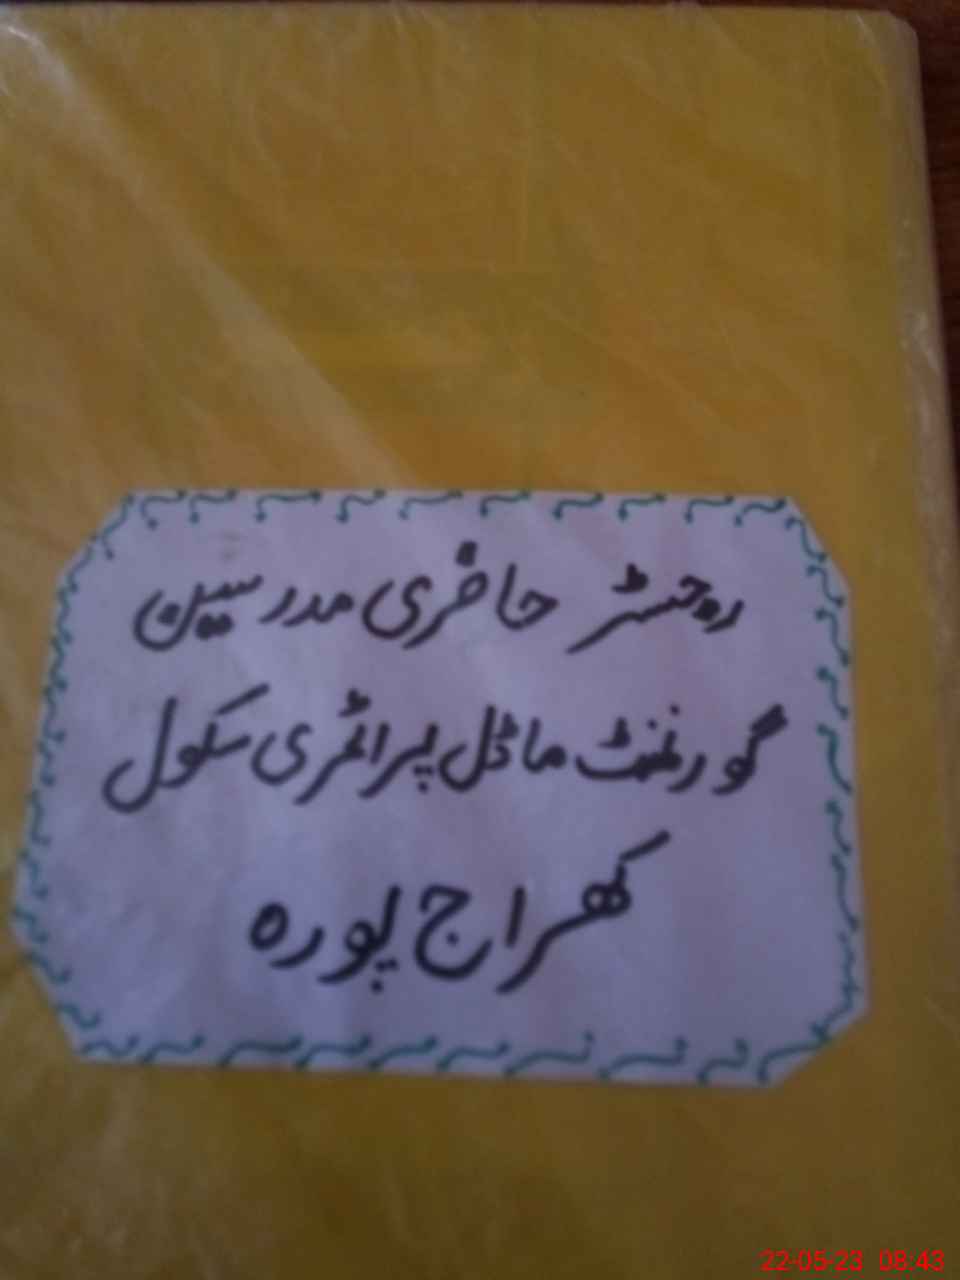 رجسٹر حاضری مدرسین
گورنمنٹ ماڈل پرائمری سکول
کھراج پورہ
22-05-23 08:43